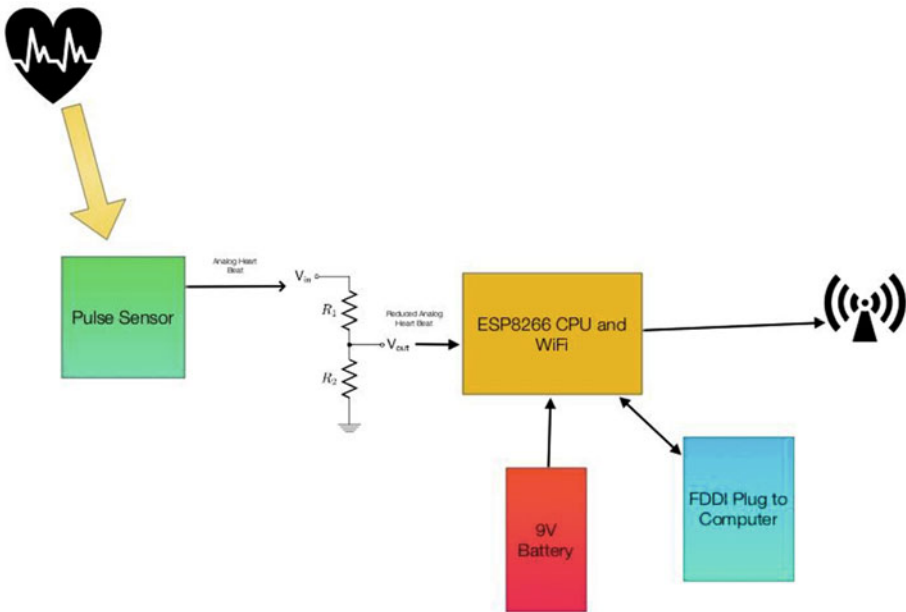 Analog Heart
Beat
Pulse Sensor
Vin
R1
Reduced Analog
Heart Beat
Vout
R2
ESP8266 CPU and
WiFi
9V
Battery
FDDI Plug to
Computer